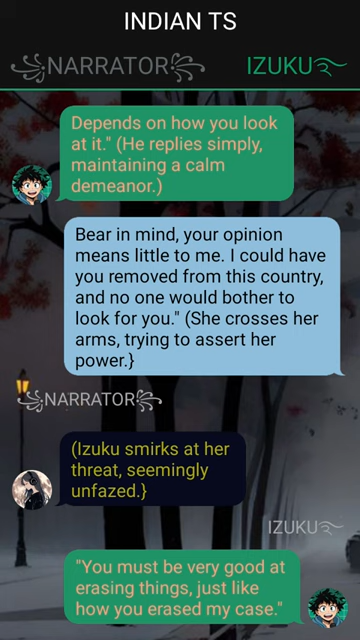 INDIAN TS
NARRATOR IZUKU
Depends on how you look
at it." (He replies simply,
maintaining a calm
demeanor.)
Bear in mind, your opinion
means little to me. I could have
you removed from this country,
and no one would bother to
look for you." (She crosses her
arms, trying to assert her
power.}
NARRATOR
(Izuku smirks at her
threat, seemingly
unfazed.}
IZUKU
"You must be very good at
erasing things, just like
how you erased my case."